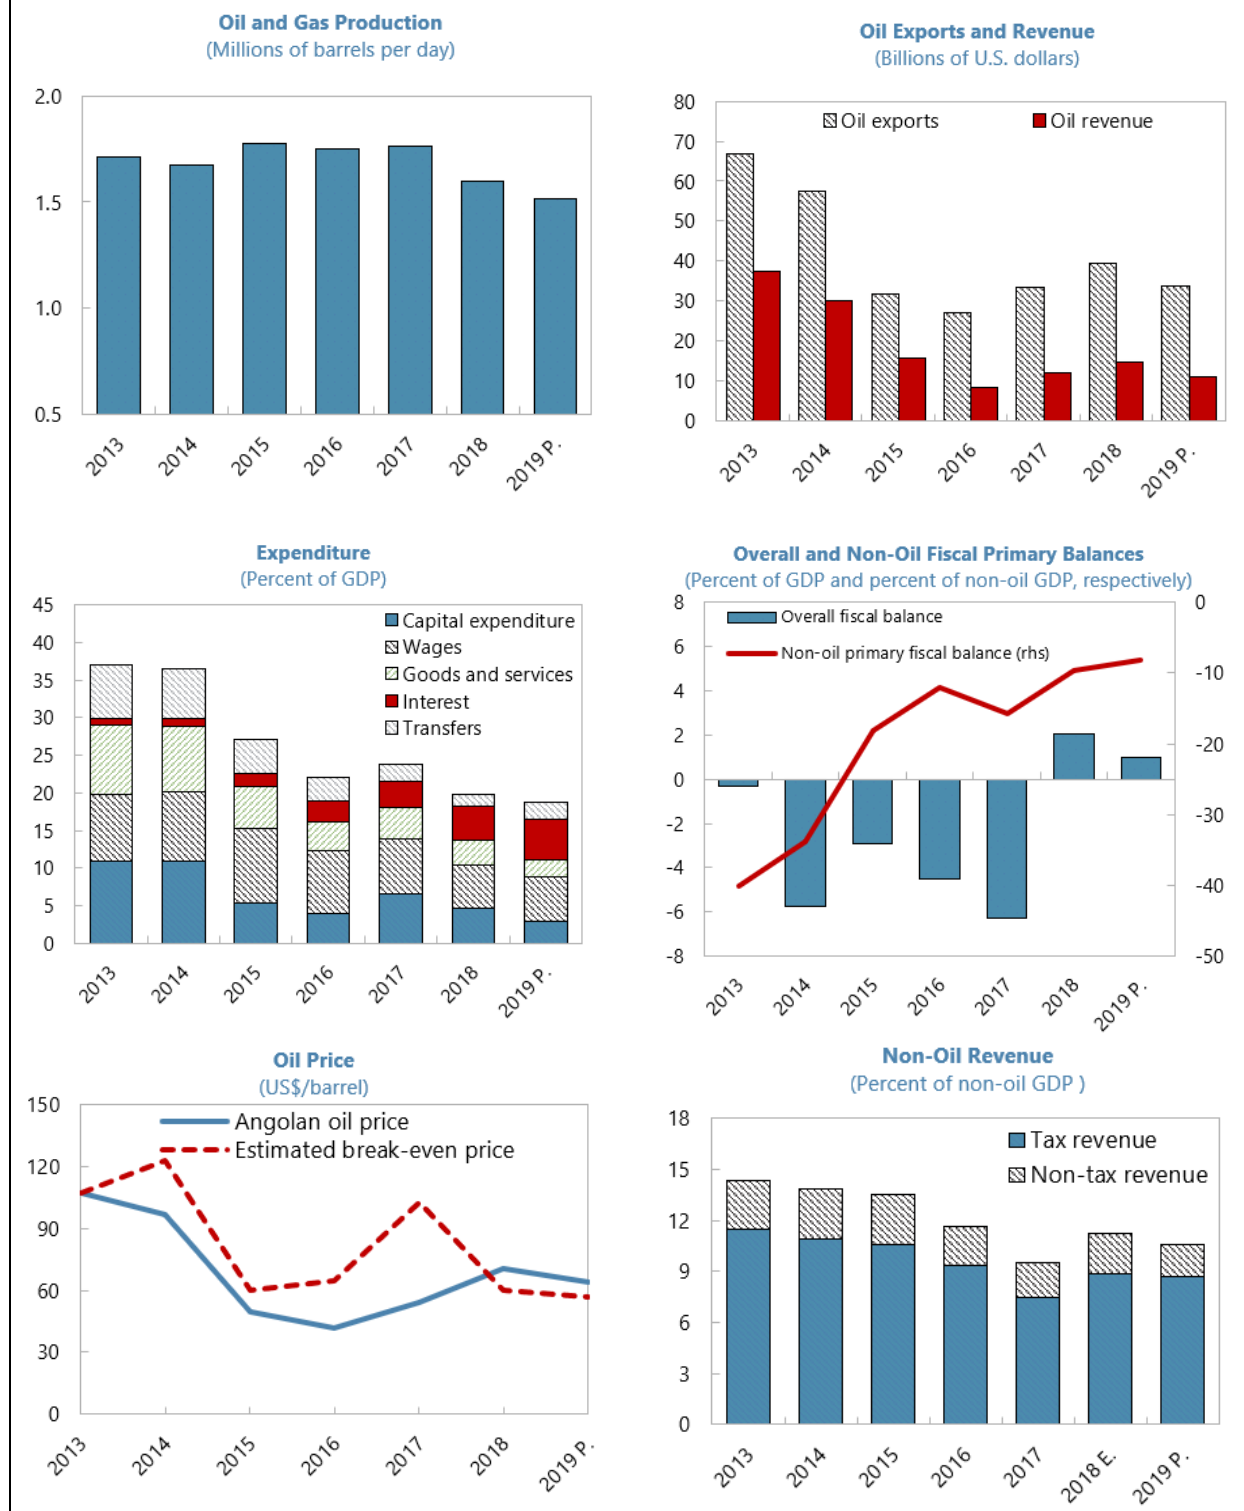 Oil and Gas Production
(Millions of barrels per day)
2.0
1.5
1.0
0.5
2013
2014
2015
2016
2017
2018
2019 P.
Oil Exports and Revenue
(Billions of U.S. dollars)
80
70
60
50
40
30
20
10
0
Oil exports
Oil revenue
2013
2014
2015
2016
2017
2018
2019 P.
Expenditure
(Percent of GDP)
45
40
35
30
25
20
15
10
5
0
Capital expenditure
Wages
Goods and services
Interest
Transfers
2013
2014
2015
2016
2017
2018
2019 P.
Overall and Non-Oil Fiscal Primary Balances
(Percent of GDP and percent of non-oil GDP, respectively)
8
6
4
2
0
-2
-4
-6
-8
Overall fiscal balance
Non-oil primary fiscal balance (rhs)
0
-10
-20
-30
-40
-50
2013
2014
2015
2016
2017
2018
2019 P.
Oil Price
(US$/barrel)
150
120
90
60
30
0
Angolan oil price
Estimated break-even price
2013
2014
2015
2016
2017
2018
2019 P.
Non-Oil Revenue
(Percent of non-oil GDP )
18
15
12
9
6
3
0
Tax revenue
Non-tax revenue
2013
2014
2015
2016
2017
2018 E.
2019 P.